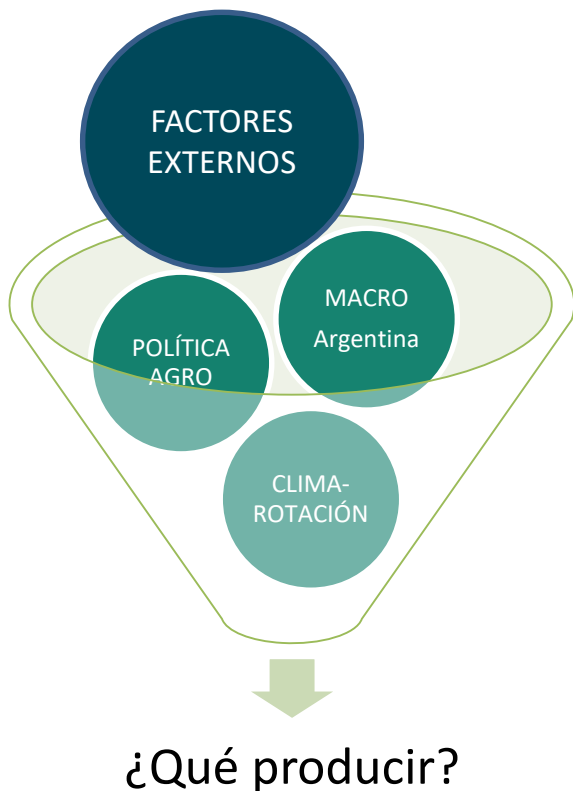 FACTORES
EXTERNOS
MACRO
Argentina
POLÍTICA
AGRO
CLIMA-
ROTACIÓN
¿Qué producir?